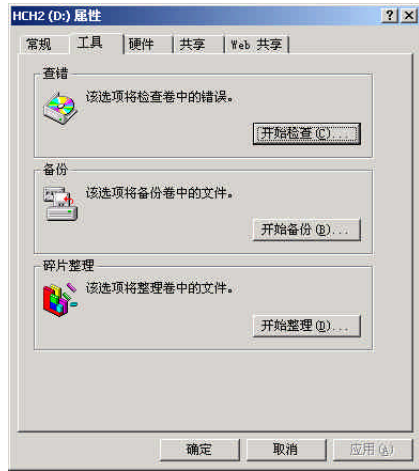 HCH2 (D:) 属性
常规 工具 硬件 共享 Web 共享
查错
该选项将检查卷中的错误。
开始检查(C)...
备份
该选项将备份卷中的文件。
开始备份(B)...
碎片整理
该选项将整理卷中的文件。
开始整理(D)...
确定 取消 应用(A)